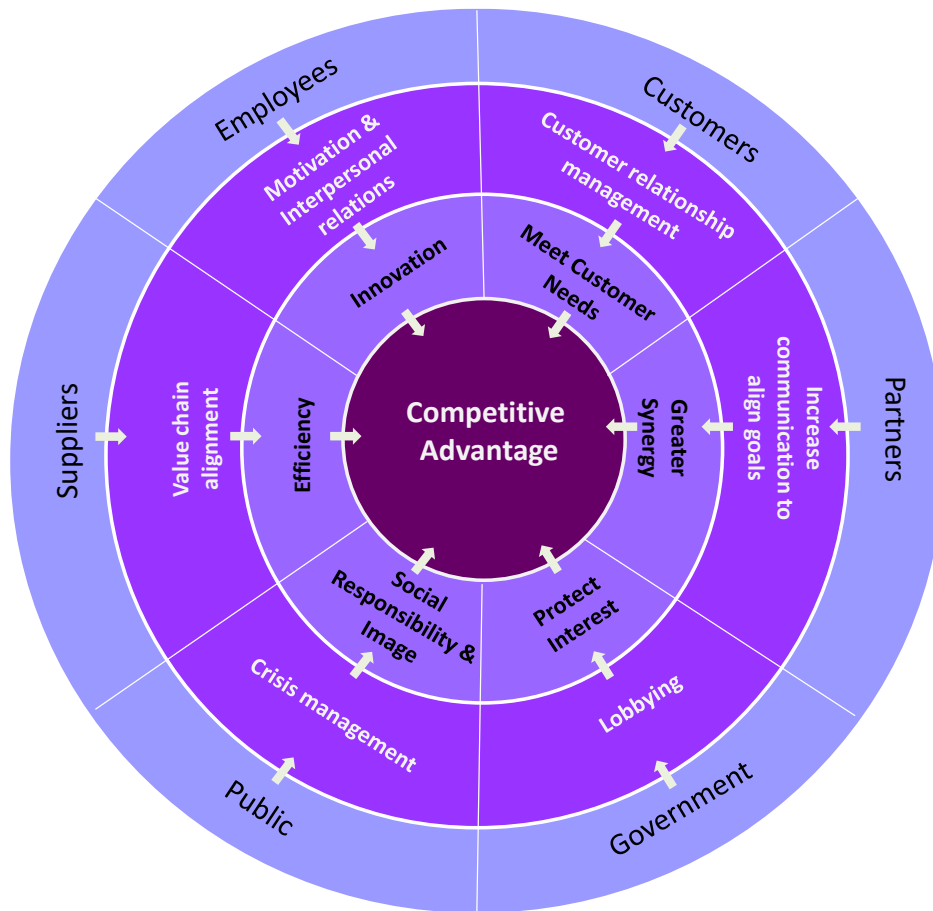 Employees
Customers
Motivation &
Interpersonal
relations
Customer relationship
management
Innovation
Meet Customer
Needs
Suppliers
Value chain
alignment
Efficiency
Competitive
Advantage
Greater
Synergy
Increase
communication to
align goals
Partners
Social
Responsibility &
Image
Protect
Interest
Crisis management
Lobbying
Public
Government